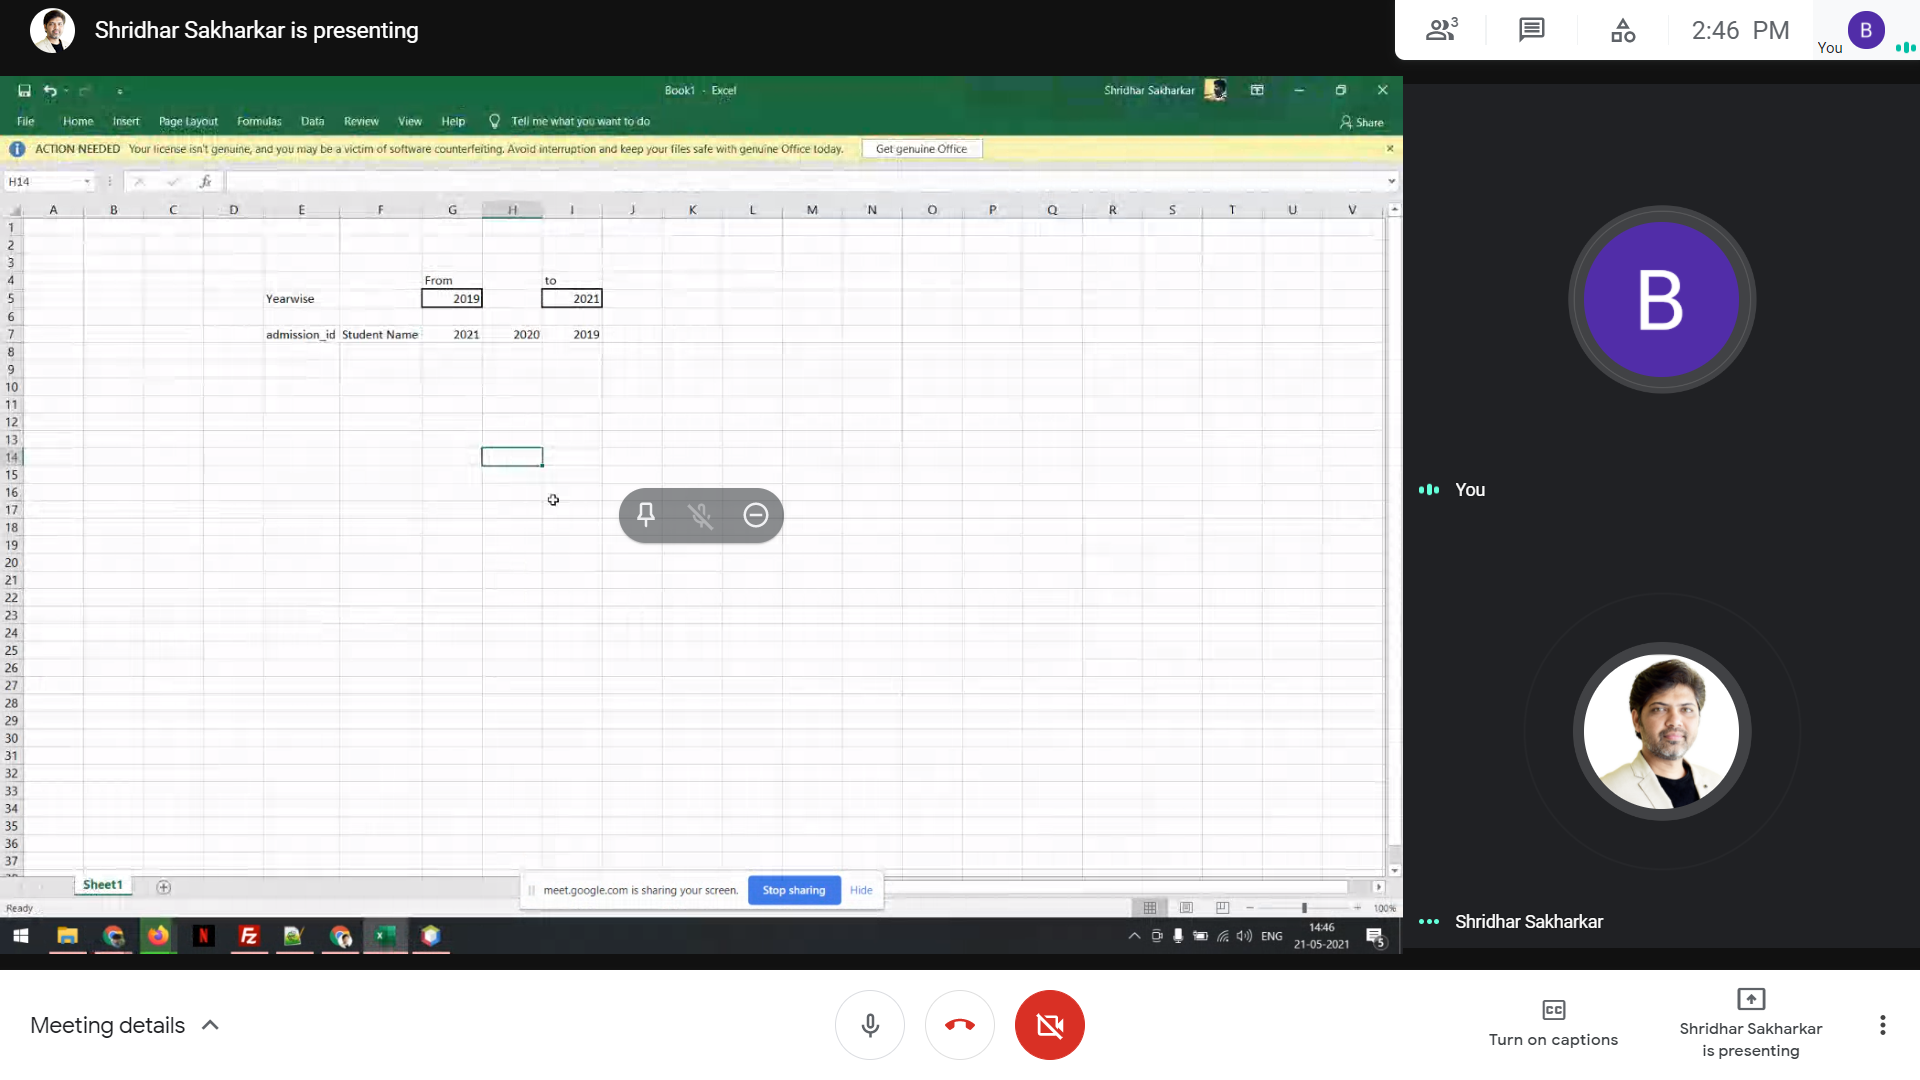 Shridhar Sakharkar is presenting
3
2:46 PM
You
B
Book1 - Excel
Shridhar Sakharkar
File Home Insert Page Layout Formulas Data Review View Help Tell me what you want to do
Share
ACTION NEEDED Your license isn't genuine, and you may be a victim of software counterfeiting. Avoid interruption and keep your files safe with genuine Office today. Get genuine Office
H14
fx
A B C D E F G H I J K L M N O P Q R S T U V
1
2
3
4 From to
5 Yearwise 2019 2021
6
7 admission_id Student Name 2021 2020 2019
8
9
10
11
12
13
14
15
16
17
18
19
20
21
22
23
24
25
26
27
28
29
30
31
32
33
34
35
36
37
B
You
Shridhar Sakharkar
Sheet1
meet.google.com is sharing your screen. Stop sharing Hide
Ready
100%
N
FZ
X
ENG
14:46
21-05-2021
5
Meeting details
CC
Turn on captions
Shridhar Sakharkar
is presenting